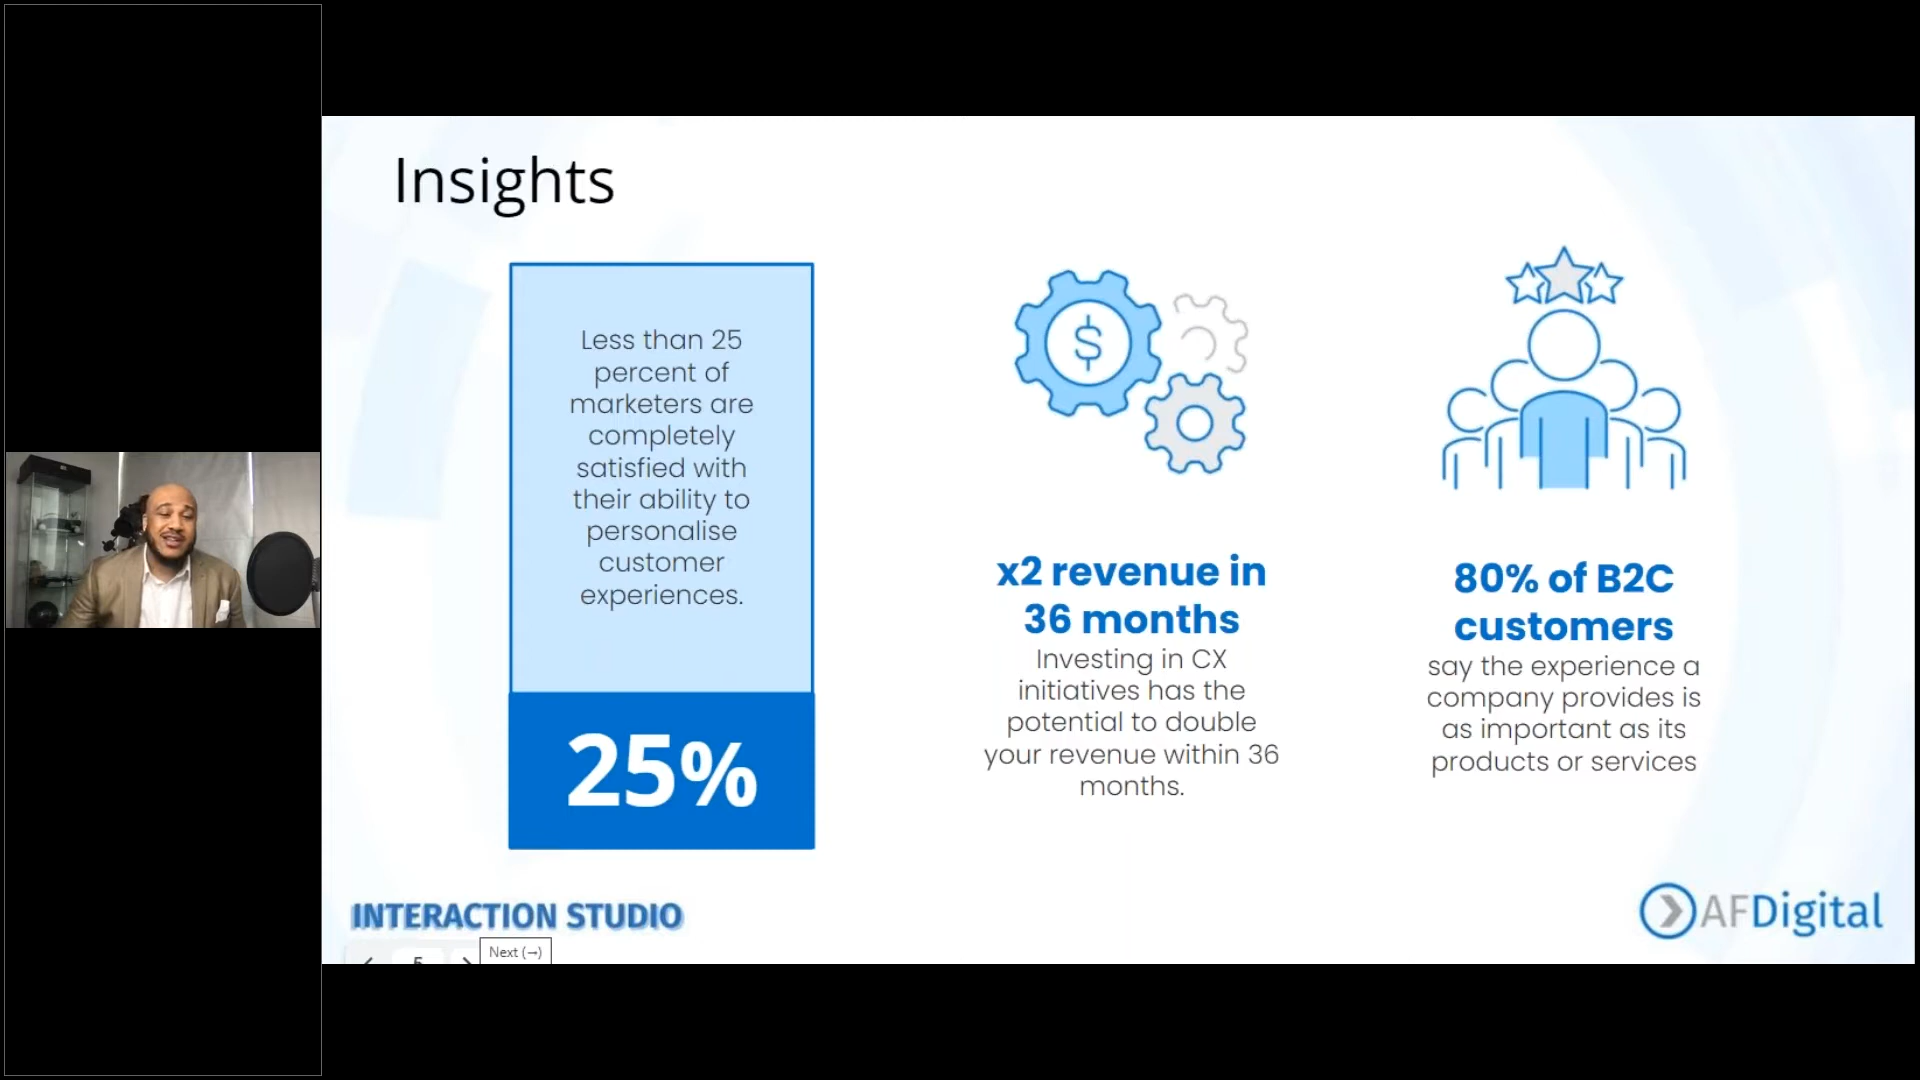 Insights
Less than 25
percent of
marketers are
completely
satisfied with
their ability to
personalise
customer
experiences.
25%
$
x2 revenue in
36 months
Investing in CX
initiatives has the
potential to double
your revenue within 36
months.
80% of B2C
customers
say the experience a
company provides is
as important as its
products or services
INTERACTION STUDIO
AFDigital
5
Next (→)